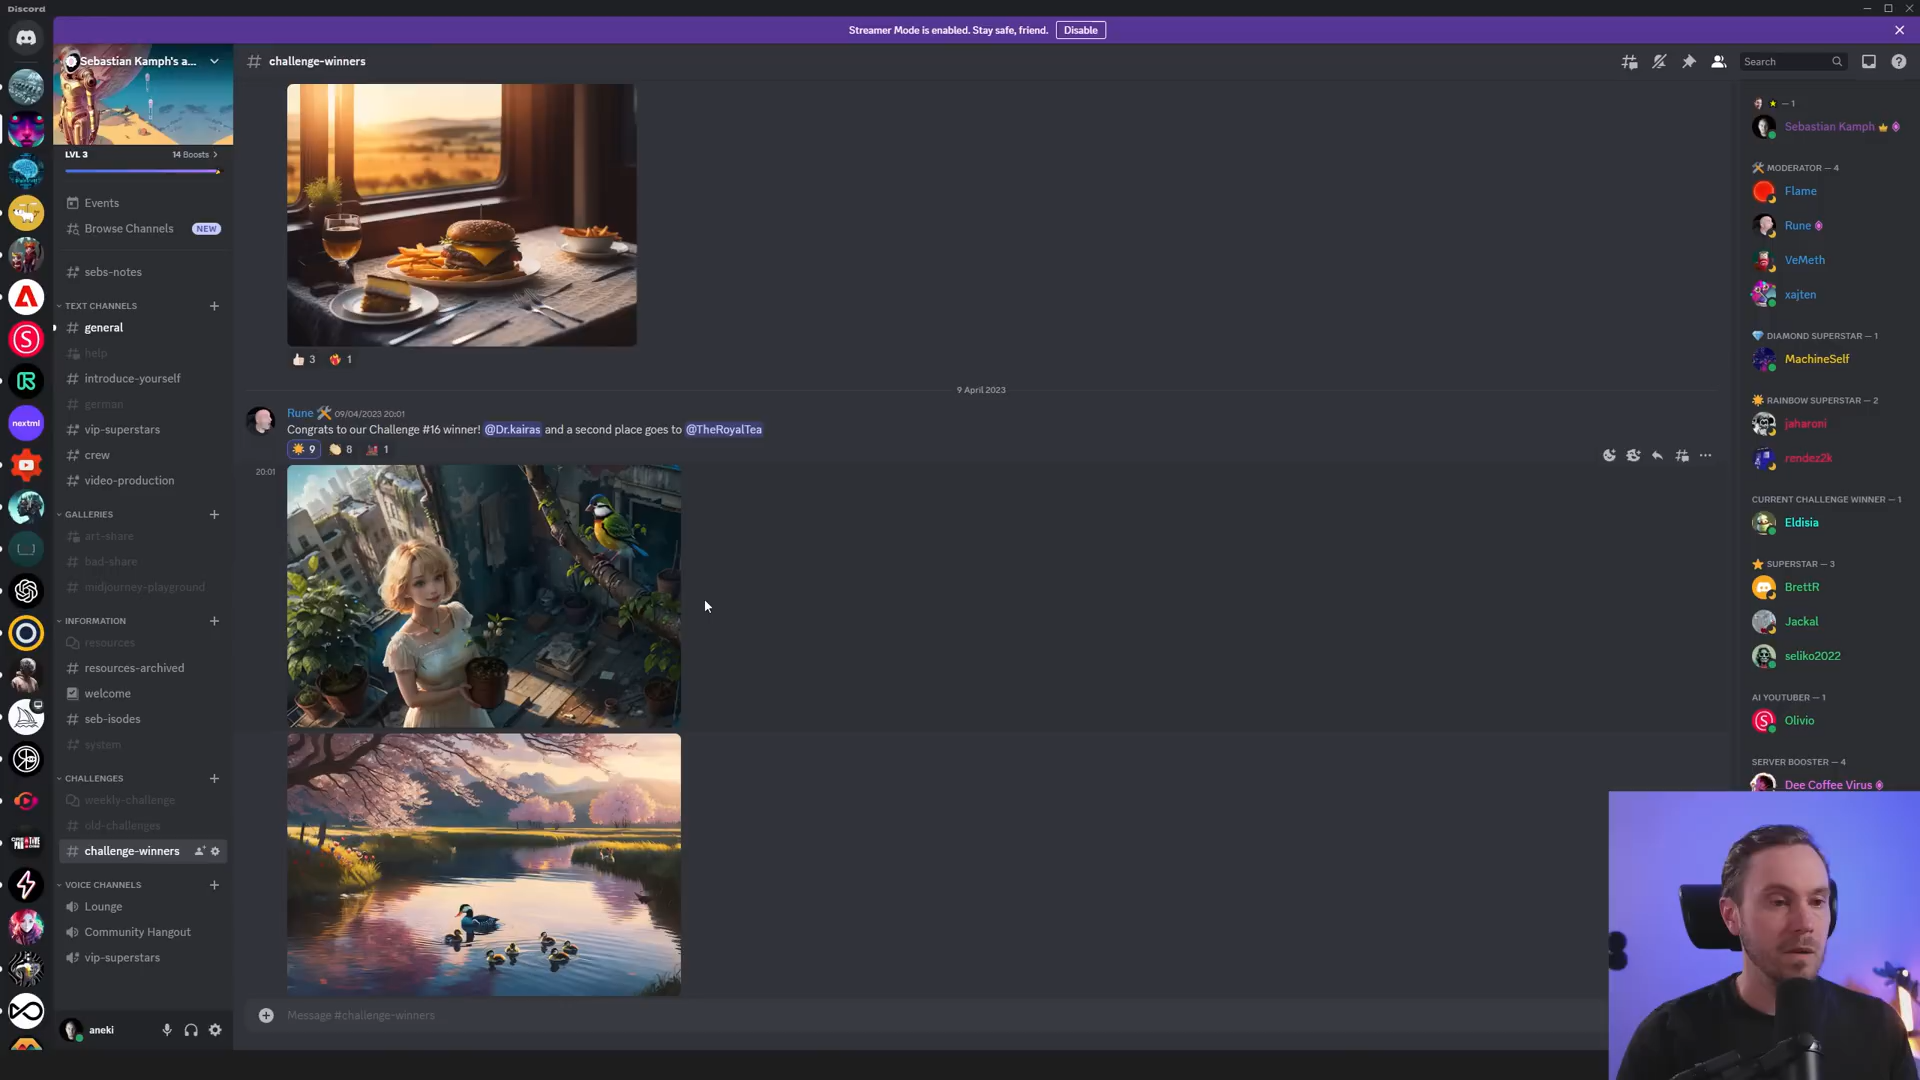 Discord
Streamer Mode is enabled. Stay safe, friend.
Disable
Sebastian Kamph's a...
LVL 3
14 Boosts
Events
Browse Channels
NEW
sebs-notes
TEXT CHANNELS
general
help
introduce-yourself
german
vip-superstars
crew
video-production
GALLERIES
art-share
bad-share
midjourney-playground
INFORMATION
resources
resources-archived
welcome
seb-isodes
system
CHALLENGES
weekly-challenge
old-challenges
challenge-winners
VOICE CHANNELS
Lounge
Community Hangout
vip-superstars
aneki
nextml
challenge-winners
Search
3
1
9 April 2023
Rune 09/04/2023 20:01
Congrats to our Challenge #16 winner! @Dr.kairas and a second place goes to @TheRoyalTea
9
8
1
20:01
Message #challenge-winners
— 1
Sebastian Kamph
MODERATOR — 4
Flame
Rune
VeMeth
xajten
DIAMOND SUPERSTAR — 1
MachineSelf
RAINBOW SUPERSTAR — 2
jaharoni
rendez2k
CURRENT CHALLENGE WINNER — 1
Eldisia
SUPERSTAR — 3
BrettR
Jackal
seliko2022
AI YOUTUBER — 1
Olivio
SERVER BOOSTER — 4
Dee Coffee Virus